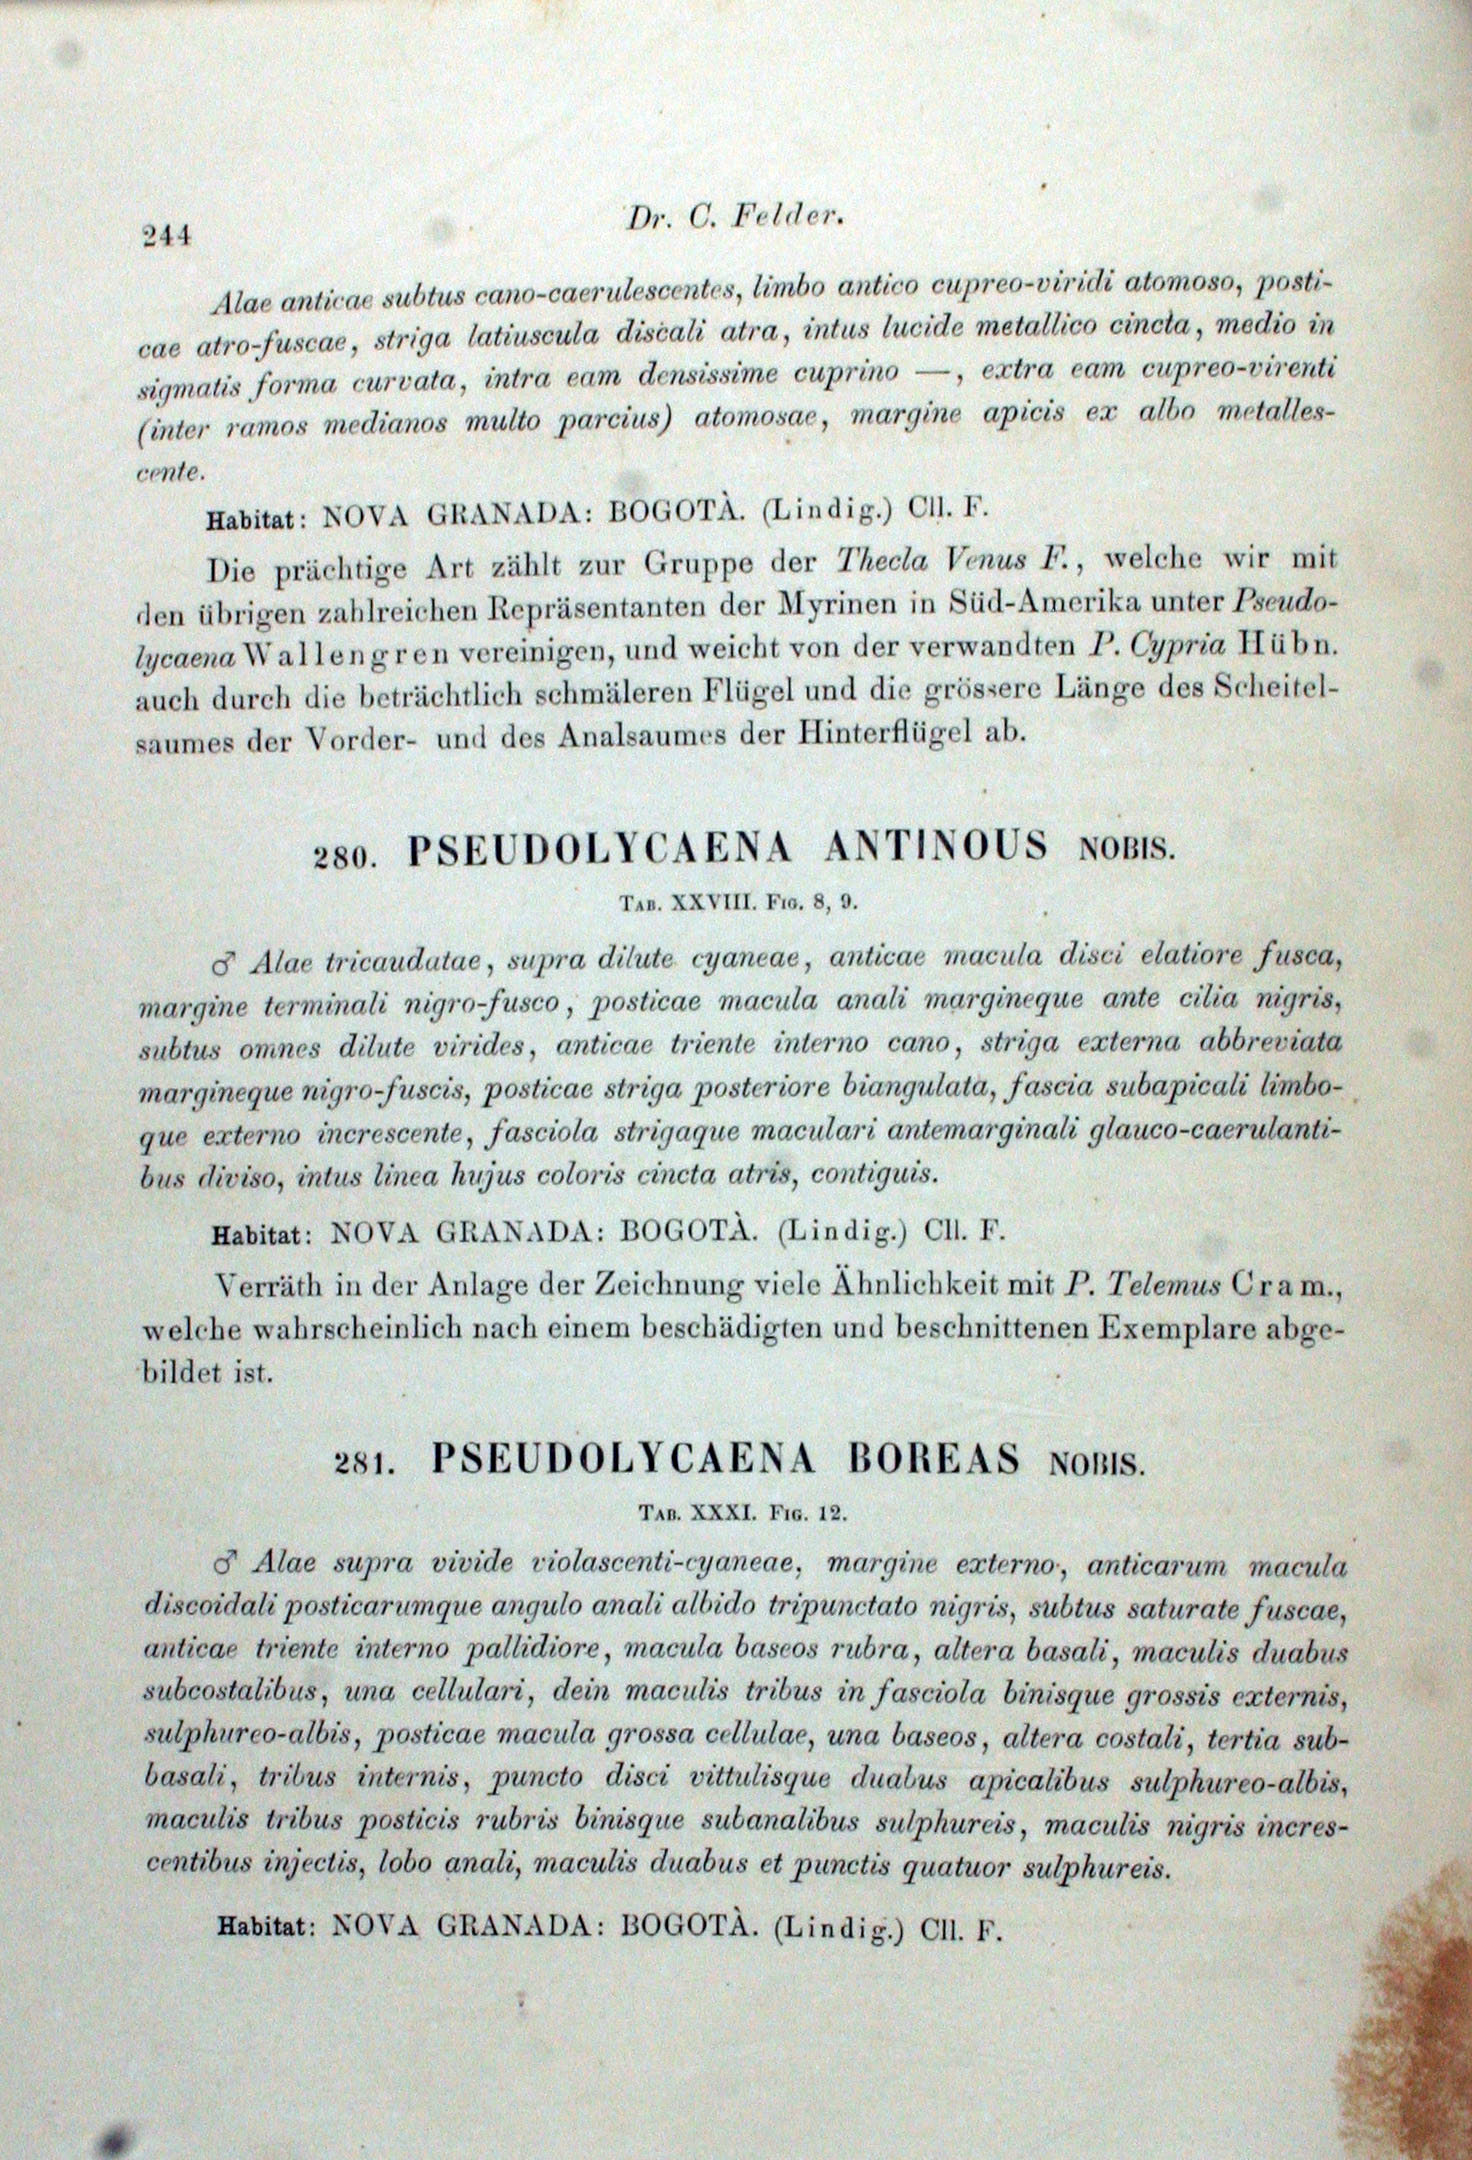 244
Dr. C. Felder.
Alae anticae subtus cano-caerulescentes, limbo antico cupreo-viridi atomoso, posti-
cae atro-fuscae, striga latiuscula discali atra, intus lucide metallico cincta, medio in
sigmatis forma curvata, intra eam densissime cuprino —, extra eam cupreo-virenti
(inter ramos medianos multo parcius) atomosae, margine apicis ex albo metalles-
cente.
Habitat: NOVA GRANADA: BOGOTÀ. (Lindig.) Cll. F.
Die prächtige Art zählt zur Gruppe der Thecla Venus F., welche wir mit
den übrigen zahlreichen Repräsentanten der Myrinen in Süd-Amerika unter Pseudo-
lycaena Wallengren vereinigen, und weicht von der verwandten P. Cypria Hübn.
auch durch die beträchtlich schmäleren Flügel und die grössere Länge des Scheitel-
saumes der Vorder- und des Analsaumes der Hinterflügel ab.
280. PSEUDOLYCAENA ANTINOUS NOBIS.
TAB. XXVIII. FIG. 8, 9.
♂ Alae tricaudatae, supra dilute cyaneae, anticae macula disci elatiore fusca,
margine terminali nigro-fusco, posticae macula anali margineque ante cilia nigris,
subtus omnes dilute virides, anticae triente interno cano, striga externa abbreviata
margineque nigro-fuscis, posticae striga posteriore biangulata, fascia subapicali limbo-
que externo increscente, fasciola strigaque maculari antemarginali glauco-caerulanti-
bus diviso, intus linea hujus coloris cincta atris, contiguis.
Habitat: NOVA GRANADA: BOGOTÀ. (Lindig.) Cll. F.
Verräth in der Anlage der Zeichnung viele Ähnlichkeit mit P. Telemus Cram.,
welche wahrscheinlich nach einem beschädigten und beschnittenen Exemplare abge-
bildet ist.
281. PSEUDOLYCAENA BOREAS NOBIS.
TAB. XXXI. FIG. 12.
♂ Alae supra vivide violascenti-cyaneae, margine externo, anticarum macula
discoidali posticarumque angulo anali albido tripunctato nigris, subtus saturate fuscae,
anticae triente interno pallidiore, macula baseos rubra, altera basali, maculis duabus
subcostalibus, una cellulari, dein maculis tribus in fasciola binisque grossis externis,
sulphureo-albis, posticae macula grossa cellulae, una baseos, altera costali, tertia sub-
basali, tribus internis, puncto disci vittulisque duabus apicalibus sulphureo-albis,
maculis tribus posticis rubris binisque subanalibus sulphureis, maculis nigris incres-
centibus injectis, lobo anali, maculis duabus et punctis quatuor sulphureis.
Habitat: NOVA GRANADA: BOGOTÀ. (Lindig.) Cll. F.